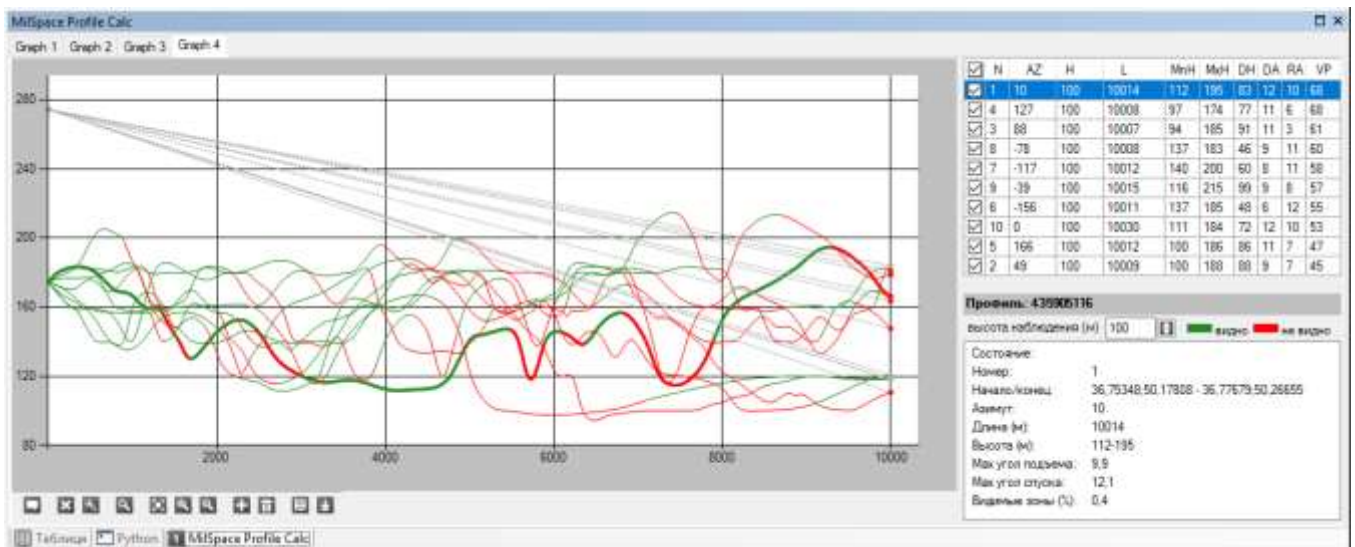 MilSpace Profile Calc
Graph 1 Graph 2 Graph 3 Graph 4
N AZ H L MnH MxH DH DA RA VP
1 10 100 10014 112 195 83 12 10 68
4 127 100 10008 97 174 77 11 6 68
3 88 100 10007 94 185 91 11 3 61
8 -78 100 10008 137 183 46 9 11 60
7 -117 100 10012 140 200 60 8 11 58
9 -39 100 10015 116 215 99 9 8 57
6 -156 100 10011 137 185 48 6 12 55
10 0 100 10030 111 184 72 12 10 53
5 166 100 10012 100 186 86 11 7 47
2 49 100 10009 100 188 88 9 7 45
280
240
200
160
120
80
2000 4000 6000 8000 10000
Профиль: 435905116
высота наблюдения (м) 100 видно не видно
Состояние:
Номер: 1
Начало/конец: 36,75348;50,17808 - 36,77679;50,26655
Азимут: 10
Длина (м): 10014
Высота (м): 112-195
Мак угол подъема: 9,9
Мак угол спуска: 12,1
Видимые зоны (%): 0,4
Таблица Python MilSpace Profile Calc